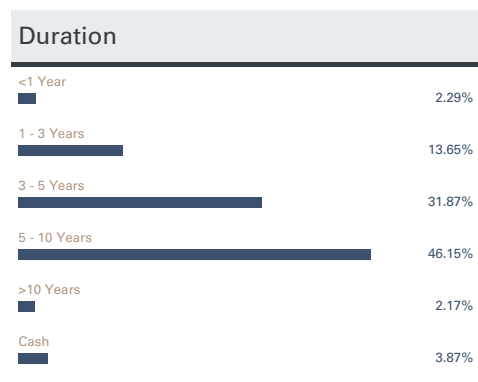 Duration
<1 Year
2.29%
1 - 3 Years
13.65%
3 - 5 Years
31.87%
5 - 10 Years
46.15%
>10 Years
2.17%
Cash
3.87%